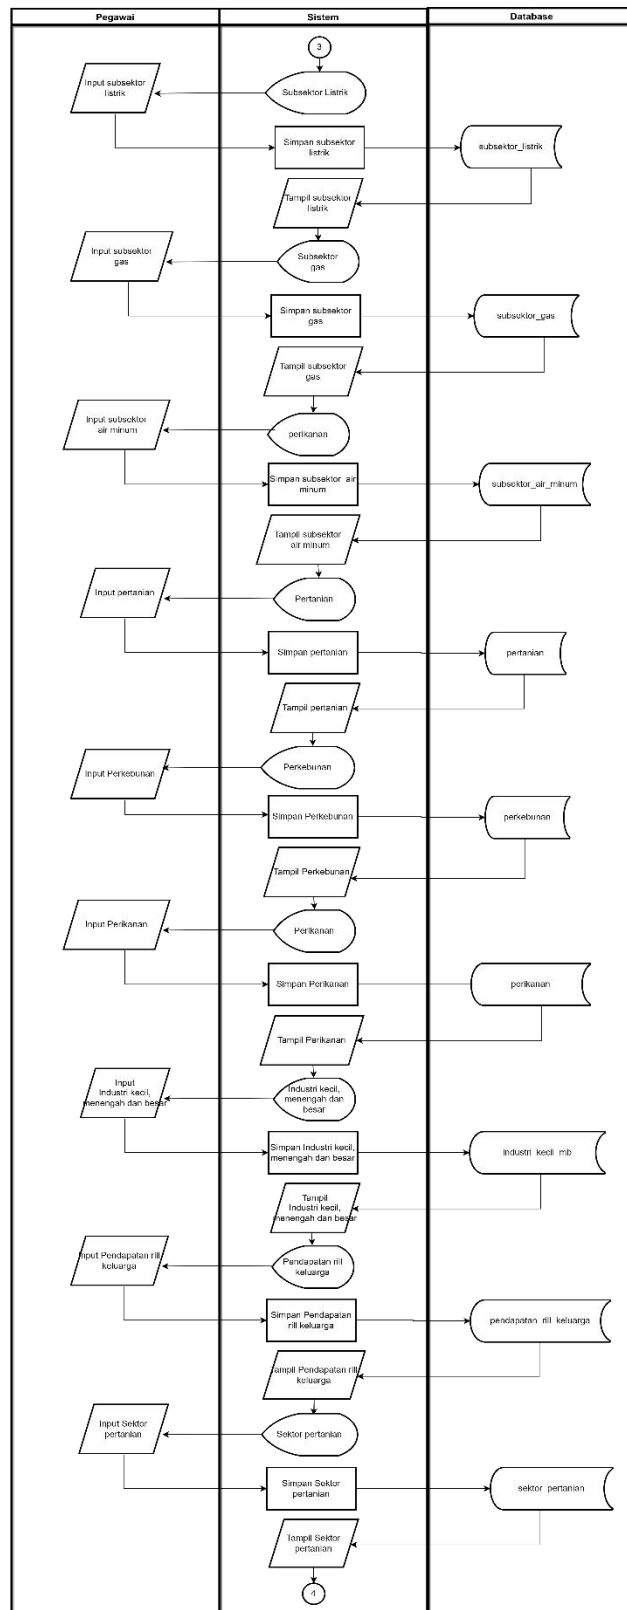 Pegawai
Sistem
Database
3
Input subsektor
listrik
Subsektor Listrik
Simpan subsektor
listrik
subsektor_listrik
Tampil subsektor
listrik
Input subsektor
gas
Subsektor
gas
Simpan subsektor
gas
subsektor_gas
Tampil subsektor
gas
Input subsektor
air minum
perikanan
Simpan subsektor air
minum
subsektor_air_minum
Tampil subsektor
air minum
Input pertanian
Pertanian
Simpan pertanian
pertanian
Tampil pertanian
Input Perkebunan
Perkebunan
Simpan Perkebunan
perkebunan
Tampil Perkebunan
Input Perikanan
Perikanan
Simpan Perikanan
perikanan
Tampil Perikanan
Input
Industri kecil,
menengah dan besar
Industri kecil,
menengah dan
besar
Simpan Industri kecil,
menengah dan besar
industri_kecil_mb
Tampil
Industri kecil,
menengah dan besar
Input Pendapatan rill
keluarga
Pendapatan rill
keluarga
Simpan Pendapatan
rill keluarga
pendapatan_rill_keluarga
Tampil Pendapatan rill
keluarga
Input Sektor
pertanian
Sektor pertanian
Simpan Sektor
pertanian
sektor_pertanian
Tampil Sektor
pertanian
4